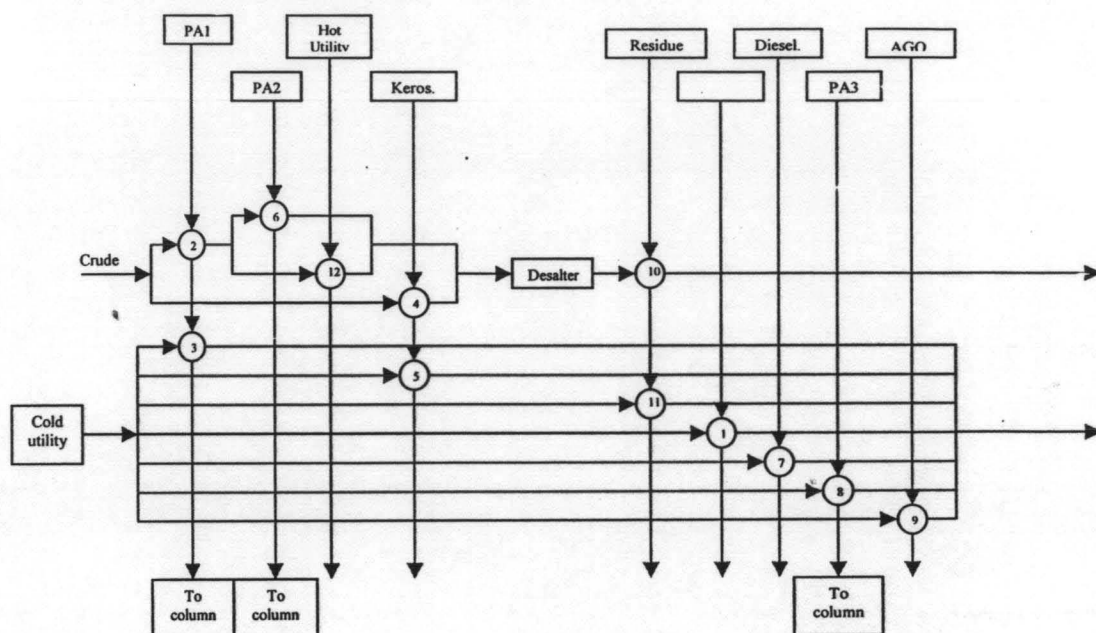 PA1
Hot
Utility
Residue
Diesel.
AGO
PA2
Keros.
PA3
6
2
Crude
12
Desalter
10
4
3
5
11
Cold
utility
1
7
8
9
To
column
To
column
To
column